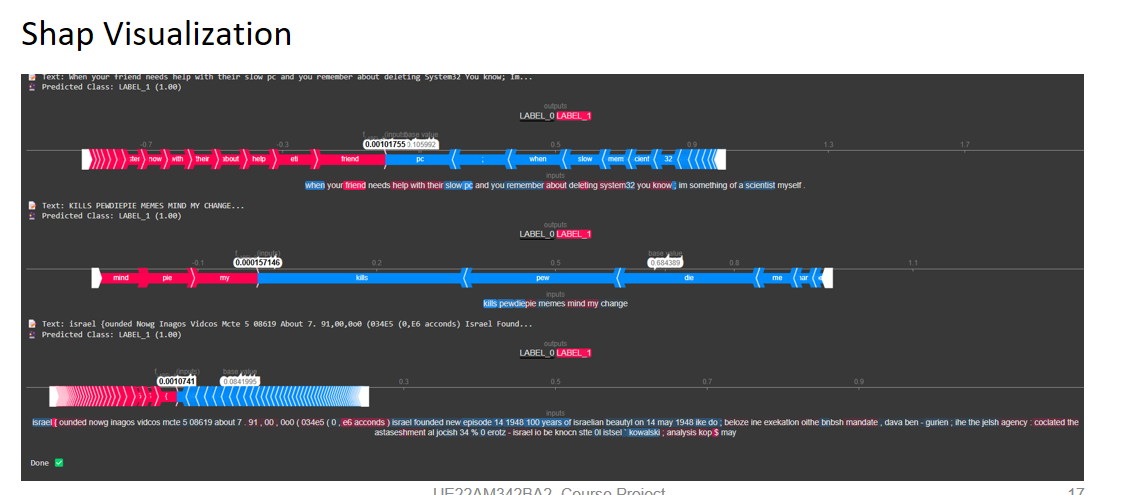 Shap Visualization
Text: When your friend needs help with their slow pc and you remember about deleting System32 You know; Im...
Predicted Class: LABEL_1 (1.00)
outputs
LABEL_0 LABEL_1
(inputs) base value
-0.7 -0.3 0.00101755 0.105992 0.5 0.9 1.3 1.7
now with their about help eti friend pc ; when slow mem cient 32
inputs
when your friend needs help with their slow pc and you remember about deleting system32 you know ; im something of a scientist myself .
Text: KILLS PEWDIEPIE MEMES MIND MY CHANGE...
Predicted Class: LABEL_1 (1.00)
outputs
LABEL_0 LABEL_1
(inputs) base value
-0.1 0.000157146 0.2 0.5 0.684389 0.8 1.1
mind pie my kills pew die me
inputs
kills pewdiepie memes mind my change
Text: israel {ounded Nowg Inagos Vidcos Mcte 5 08619 About 7. 91,00,0o0 (034E5 (0,E6 acconds) Israel Found...
Predicted Class: LABEL_1 (1.00)
outputs
LABEL_0 LABEL_1
(inputs) base value
0.0010741 0.0841995 0.3 0.5 0.7 0.9
inputs
israel { ounded nowg inagos vidcos mcte 5 08619 about 7 . 91 , 00 , 0o0 ( 034e5 ( 0 , e6 acconds ) israel founded new episode 14 1948 100 years of israelian beautyl on 14 may 1948 ike do ; beloze ine exekatlon oithe bnbsh mandate , dava ben - gurien ; ihe the jelsh agency : coclated the
astaseshment al jocish 34 % 0 erotz - israel io be knocn stte 0l istsel ` kowalski ; analysis kop $ may
Done
UE22AM342BA2 Course Project
17